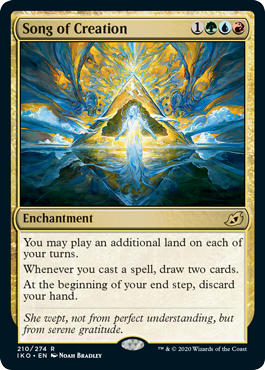 Song of Creation 1
Enchantment
You may play an additional land on each of
your turns.
Whenever you cast a spell, draw two cards.
At the beginning of your end step, discard
your hand.
She wept, not from perfect understanding, but
from serene gratitude.
210/274 R
IKO • EN Noah Bradley ™ & © 2020 Wizards of the Coast